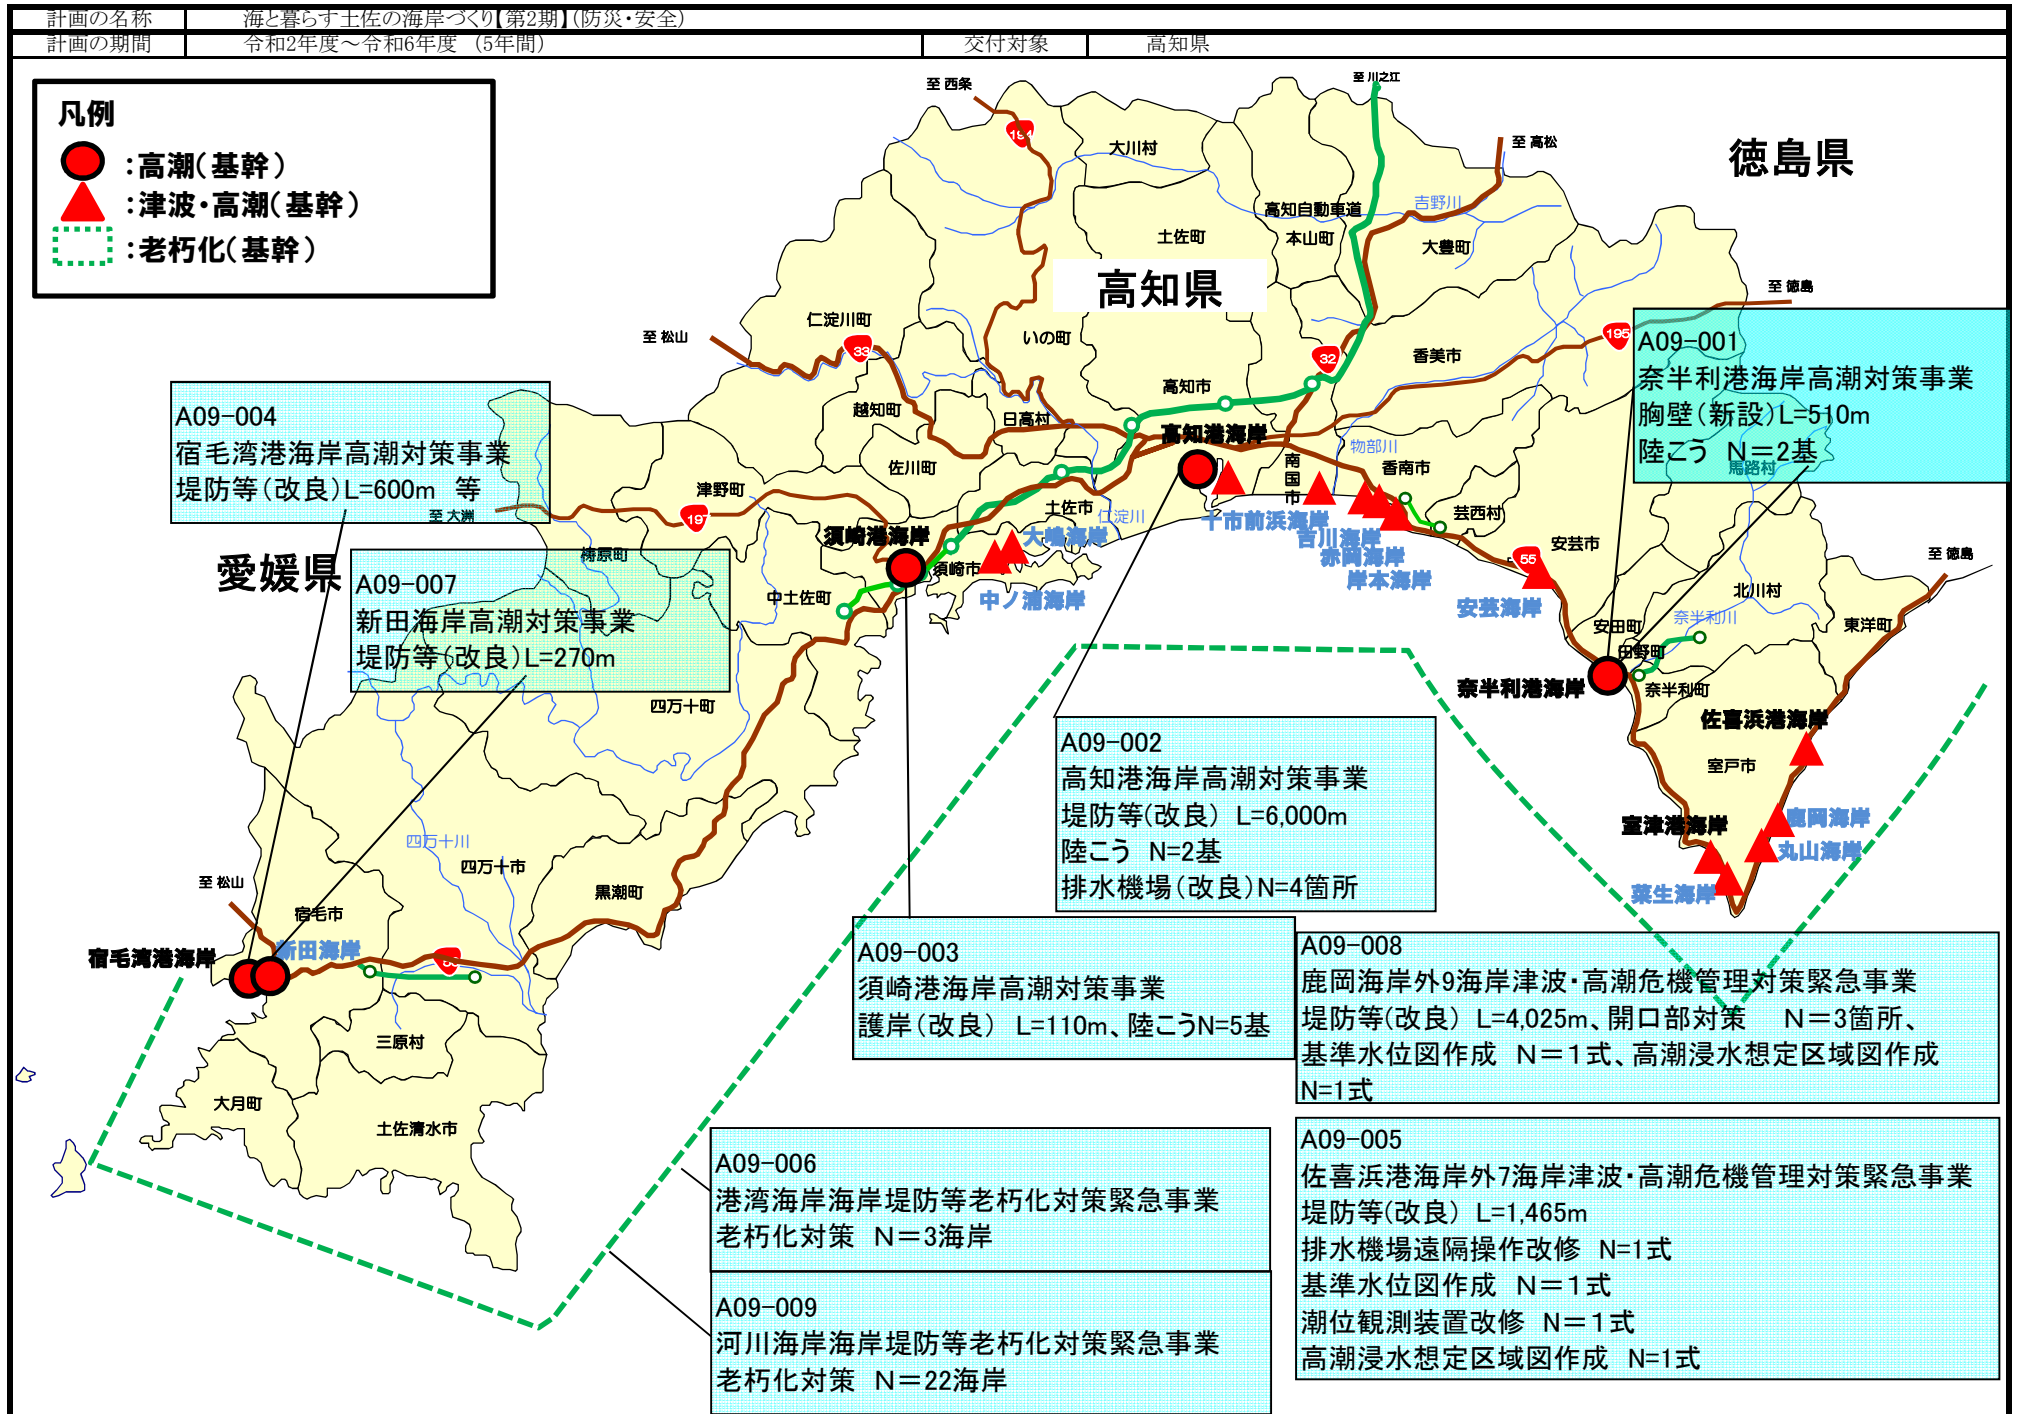 計画の名称 海と暮らす土佐の海岸づくり【第2期】(防災・安全)
計画の期間 令和2年度～令和6年度 (5年間) 交付対象 高知県
凡例
:高潮(基幹)
:津波・高潮(基幹)
:老朽化(基幹)
至 西条
至 川之江
至 高松
徳島県
194
大川村
高知自動車道
吉野川
土佐町
本山町
大豊町
高知県
至 徳島
仁淀川町
至 松山
33
いの町
32
195
香美市
高知市
越知町
日高村
高知港海岸
物部川
佐川町
南国市
香南市
馬路村
津野町
197
至 大洲
土佐市
仁淀川
十市前浜海岸
吉川海岸
赤岡海岸
岸本海岸
芸西村
安芸市
須崎港海岸
大嶋海岸
55
至 徳島
愛媛県
梼原町
須崎市
中土佐町
中ノ浦海岸
安芸海岸
北川村
安田町
奈半利川
東洋町
田野町
奈半利港海岸
奈半利町
四万十町
佐喜浜港海岸
室戸市
室津港海岸
鹿岡海岸
丸山海岸
菜生海岸
四万十川
四万十市
黒潮町
至 松山
宿毛市
宿毛湾港海岸
新田海岸
三原村
大月町
土佐清水市
A09-001
奈半利港海岸高潮対策事業
胸壁(新設)L=510m
陸こう N＝2基
A09-004
宿毛湾港海岸高潮対策事業
堤防等(改良)L=600m 等
A09-007
新田海岸高潮対策事業
堤防等(改良)L=270m
A09-002
高知港海岸高潮対策事業
堤防等(改良) L=6,000m
陸こう N=2基
排水機場(改良)N=4箇所
A09-003
須崎港海岸高潮対策事業
護岸(改良) L=110m、陸こうN=5基
A09-008
鹿岡海岸外9海岸津波・高潮危機管理対策緊急事業
堤防等(改良) L=4,025m、開口部対策 N＝3箇所、
基準水位図作成 N＝1式、高潮浸水想定区域図作成
N=1式
A09-006
港湾海岸海岸堤防等老朽化対策緊急事業
老朽化対策 N＝3海岸
A09-005
佐喜浜港海岸外7海岸津波・高潮危機管理対策緊急事業
堤防等(改良) L=1,465m
排水機場遠隔操作改修 N=1式
基準水位図作成 N＝1式
潮位観測装置改修 N＝1式
高潮浸水想定区域図作成 N=1式
A09-009
河川海岸海岸堤防等老朽化対策緊急事業
老朽化対策 N＝22海岸